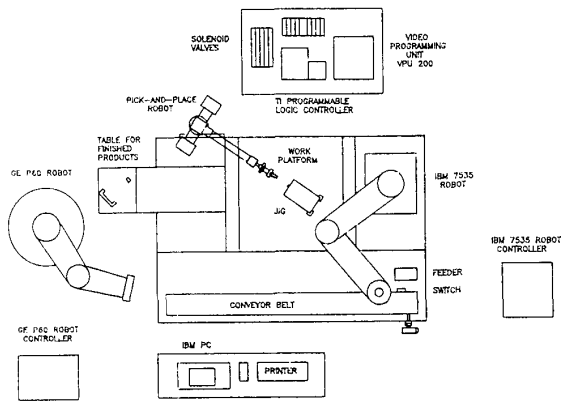 SOLENOID
VALVES
VIDEO
PROGRAMMING
UNIT
VPU 200
TI PROGRAMMABLE
LOGIC CONTROLLER
PICK-AND-PLACE
ROBOT
TABLE FOR
FINISHED
PRODUCTS
WORK
PLATFORM
GE P60 ROBOT
IBM 7535
ROBOT
JIG
IBM 7535 ROBOT
CONTROLLER
FEEDER
SWITCH
CONVEYOR BELT
GE P60 ROBOT
CONTROLLER
IBM PC
PRINTER